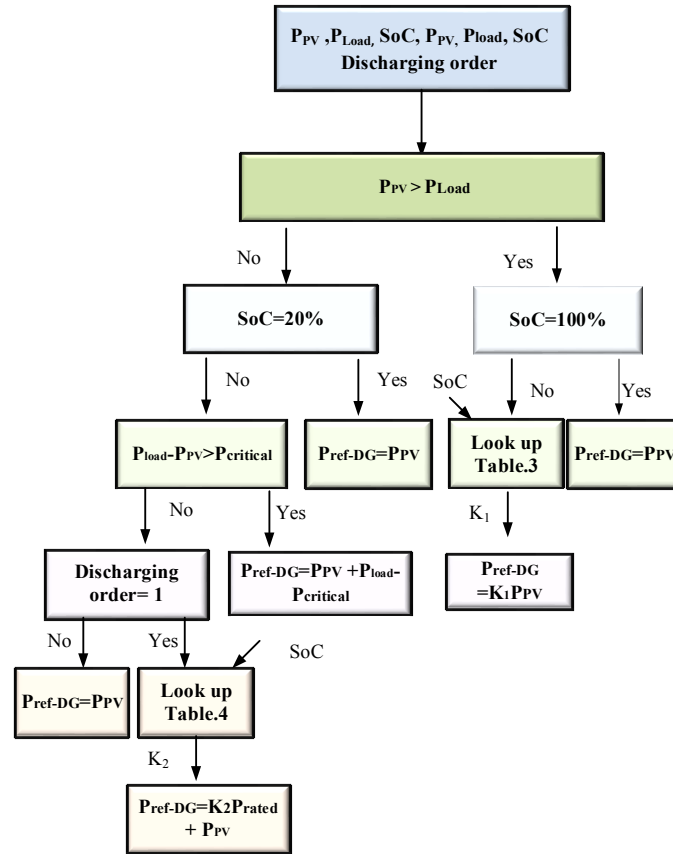 PPV ,PLoad, SoC, PPV, Pload, SoC
Discharging order
PPV > PLoad
No
Yes
SoC=20%
SoC=100%
No
Yes
SoC
No
Yes
Pload-PPV>Pcritical
Pref-DG=PPV
Look up
Table.3
Pref-DG=PPV
No
Yes
K1
Discharging
order= 1
Pref-DG=PPV +Pload-
Pcritical
Pref-DG
=K1PPV
No
Yes
SoC
Pref-DG=PPV
Look up
Table.4
K2
Pref-DG=K2Prated
+ PPV